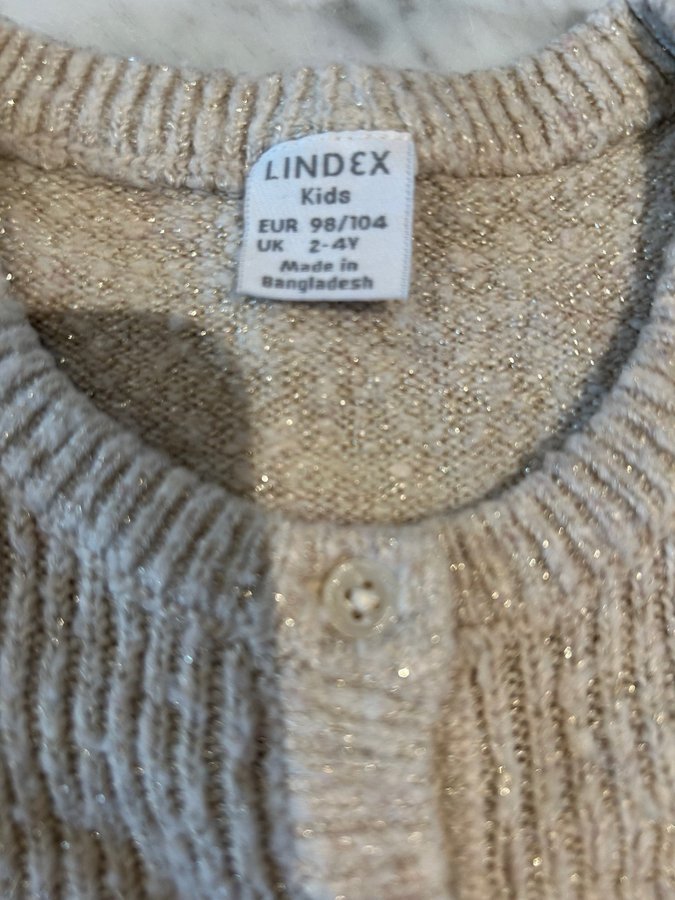 LINDEX
Kids
EUR 98/104
UK 2-4Y
Made in
Bangladesh